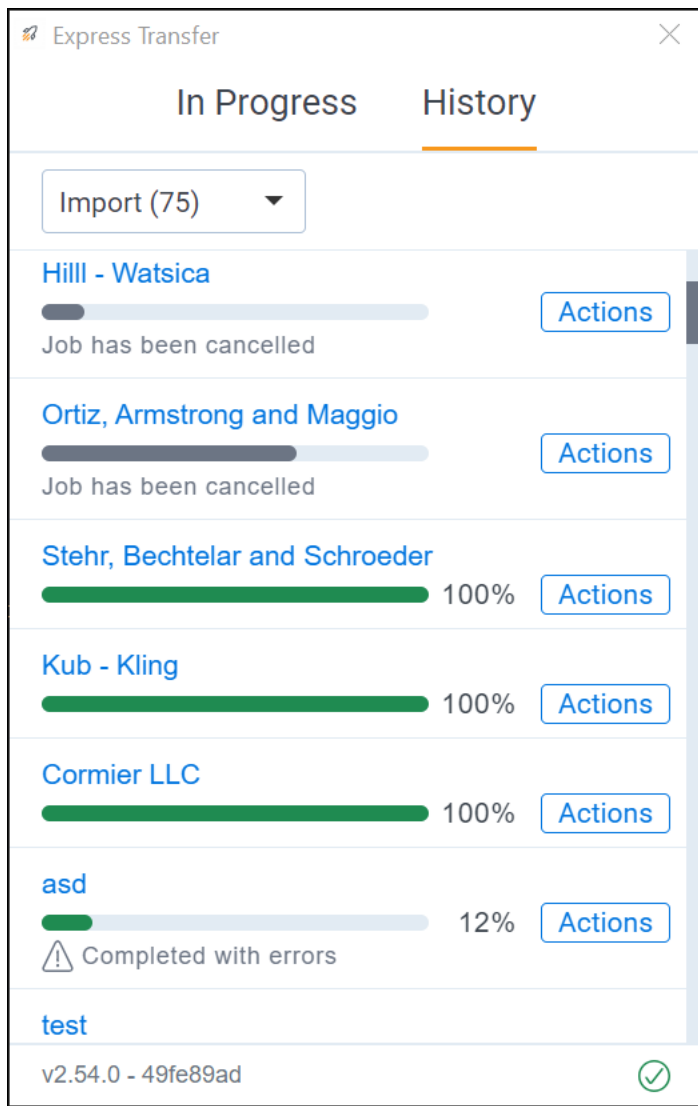 Express Transfer
In Progress History
Import (75)
Hilll - Watsica
Actions
Job has been cancelled
Ortiz, Armstrong and Maggio
Actions
Job has been cancelled
Stehr, Bechtelar and Schroeder
100% Actions
Kub - Kling
100% Actions
Cormier LLC
100% Actions
asd
12% Actions
Completed with errors
test
v2.54.0 - 49fe89ad